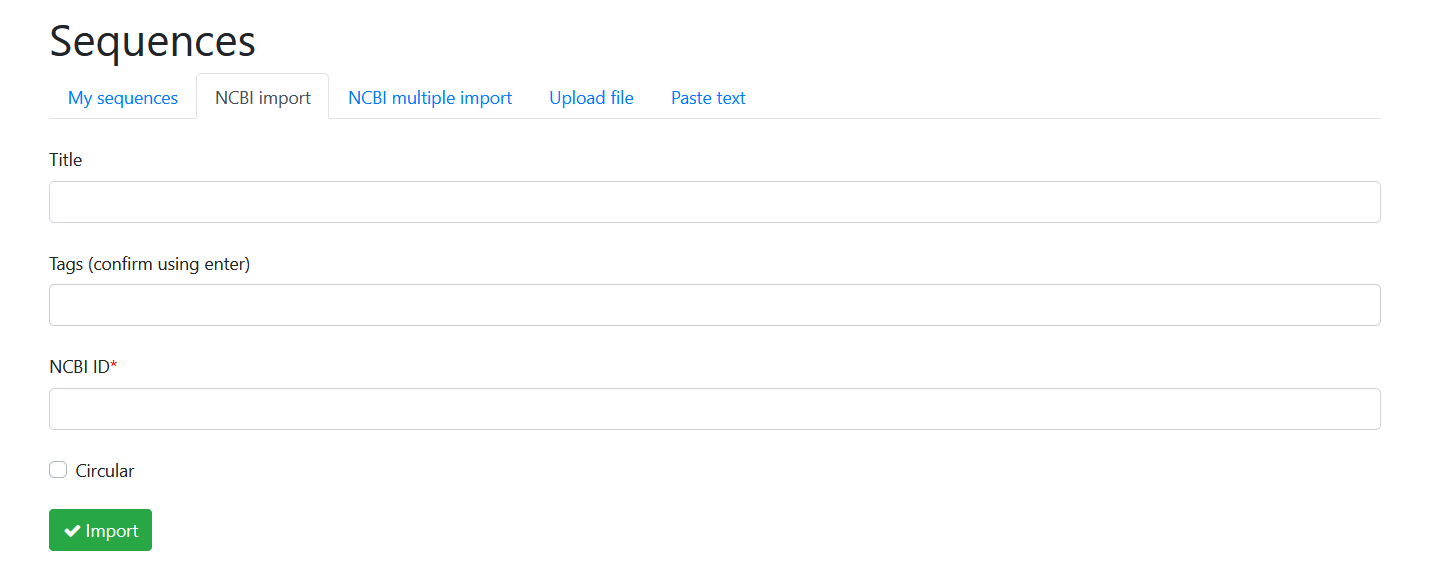 Sequences
My sequences NCBI import NCBI multiple import Upload file Paste text
Title
Tags (confirm using enter)
NCBI ID*
Circular
Import